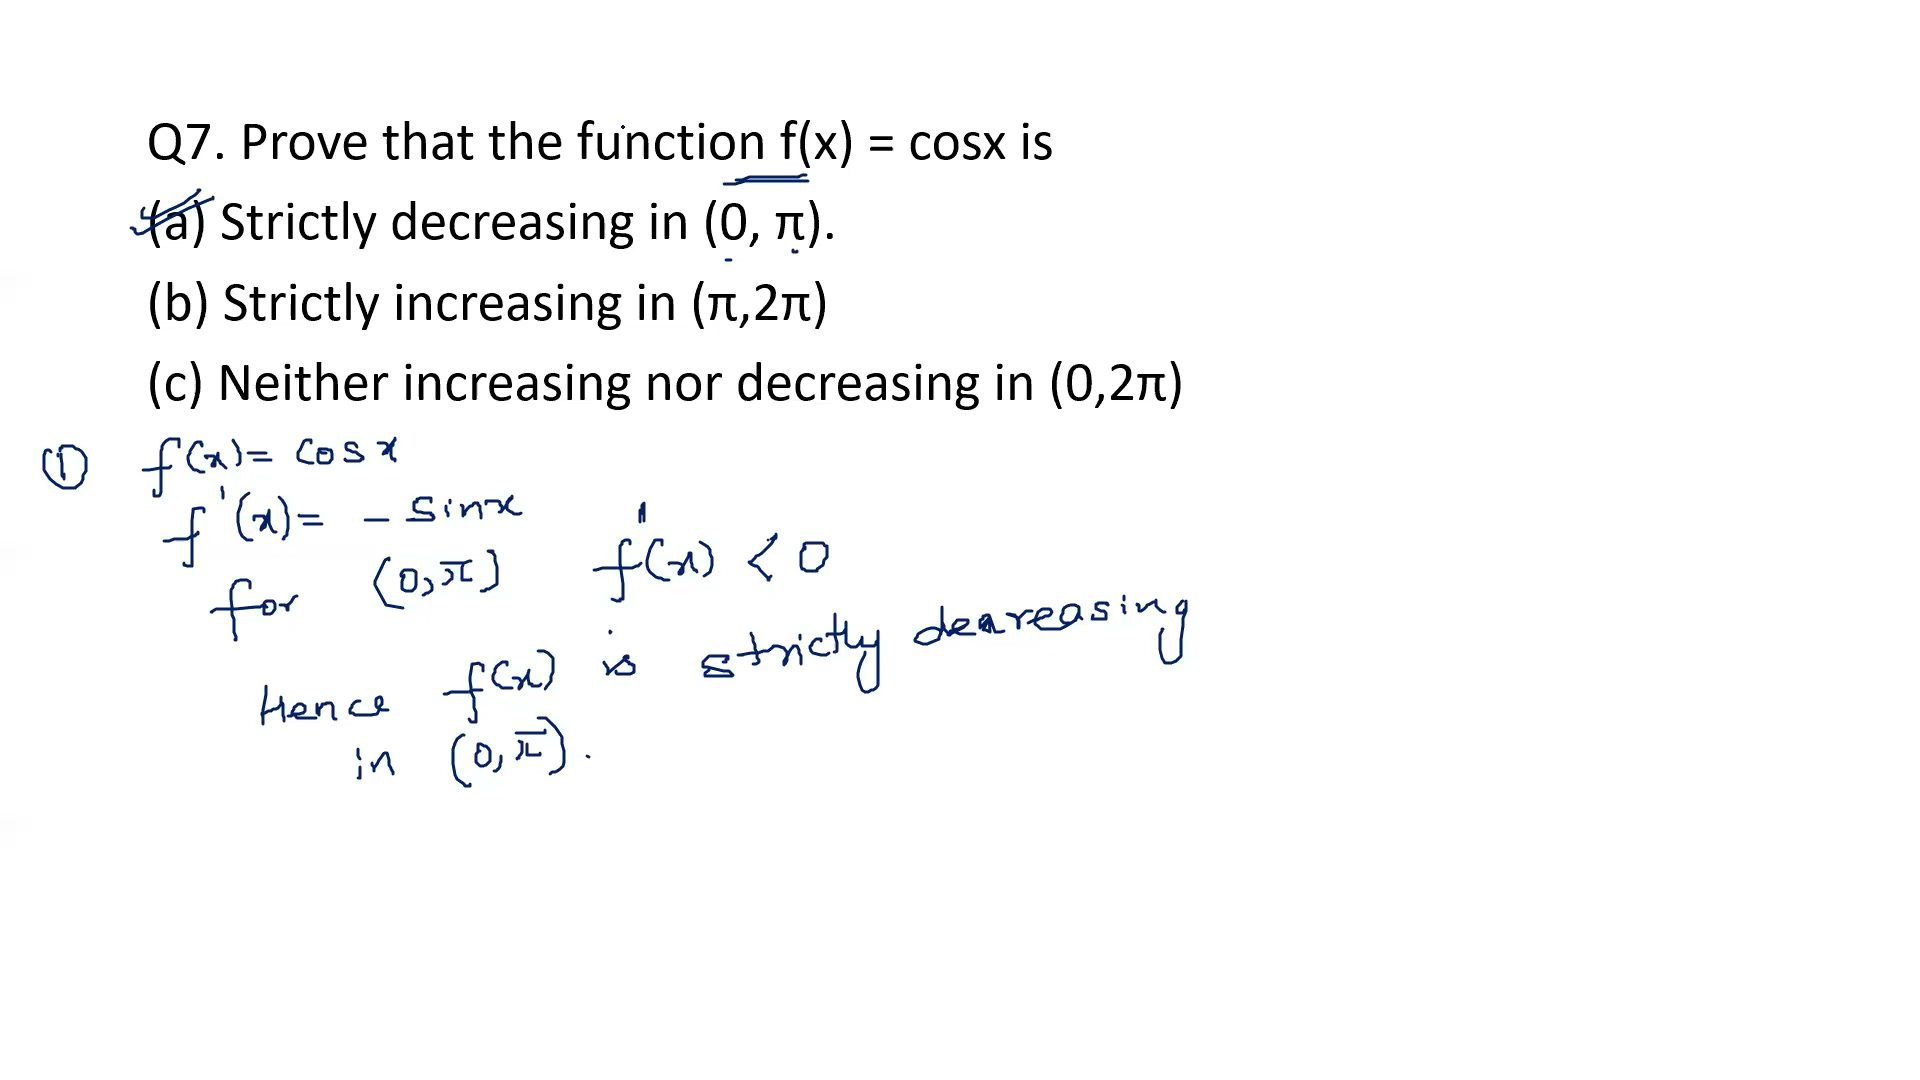 Q7. Prove that the function f(x) = cosx is
(a) Strictly decreasing in (0, π).
(b) Strictly increasing in (π,2π)
(c) Neither increasing nor decreasing in (0,2π)
① f(x) = cos x
f'(x) = - sinx
for (0,π) f'(x) < 0
Hence f(x) is strictly decreasing
in (0,π).